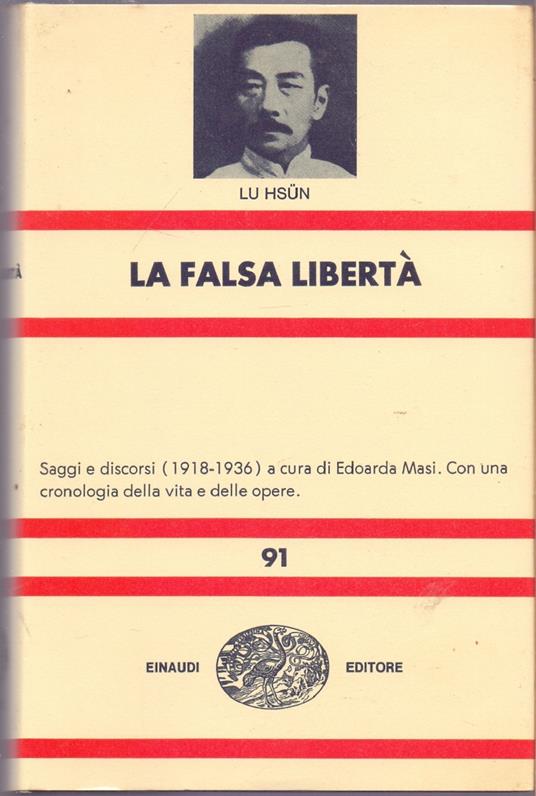 LU HSÜN
LA FALSA LIBERTÀ
Saggi e discorsi (1918-1936) a cura di Edoarda Masi. Con una
cronologia della vita e delle opere.
91
EINAUDI EDITORE